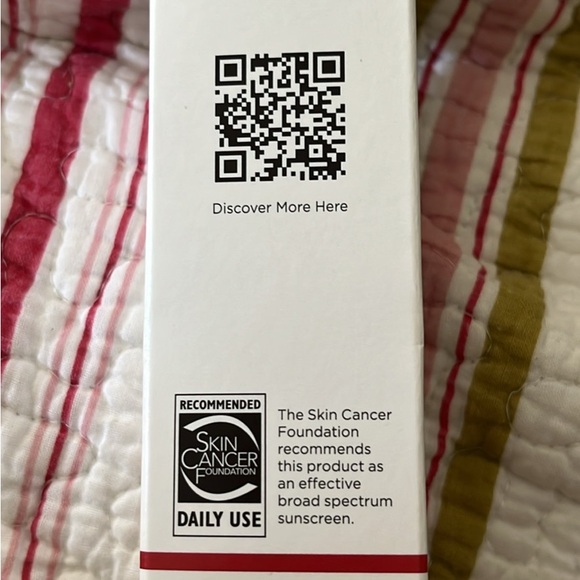 Discover More Here
RECOMMENDED
SKIN
CANCER
FOUNDATION
DAILY USE
The Skin Cancer
Foundation
recommends
this product as
an effective
broad spectrum
sunscreen.